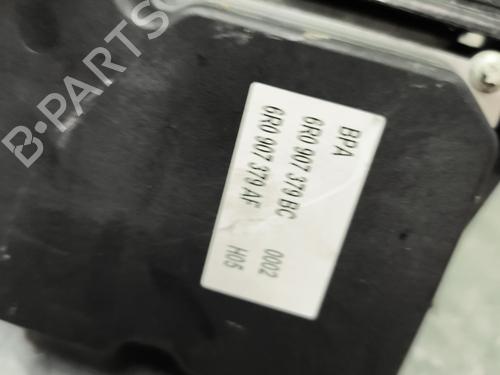 B-PARTS
BPA
6R0 907 379 BC 0002
6R0 907 379 AF H05